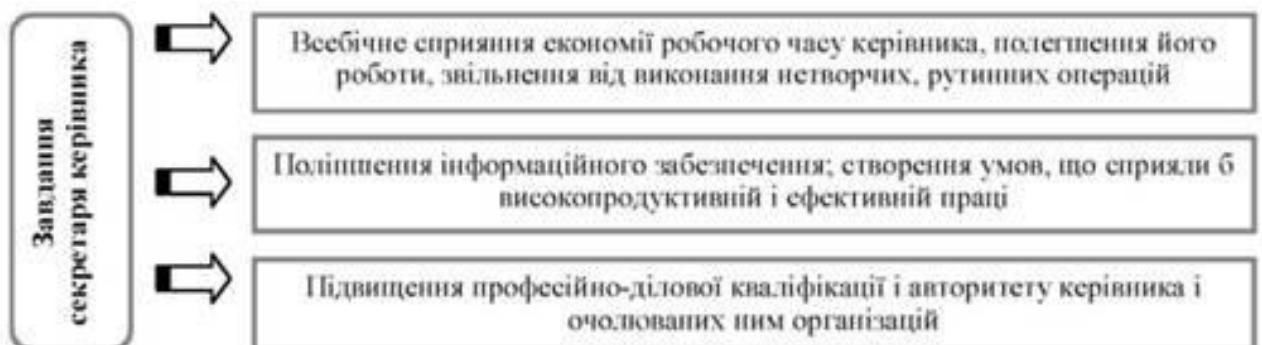 Завдання
секретаря керівника
Всебічне сприяння економії робочого часу керівника, полегшення його
роботи, звільнення від виконання нетворчих, рутинних операцій
Поліпшення інформаційного забезпечення; створення умов, що сприяли б
високопродуктивній і ефективній праці
Підвищення професійно-ділової кваліфікації і авторитету керівника і
очолюваних ним організацій